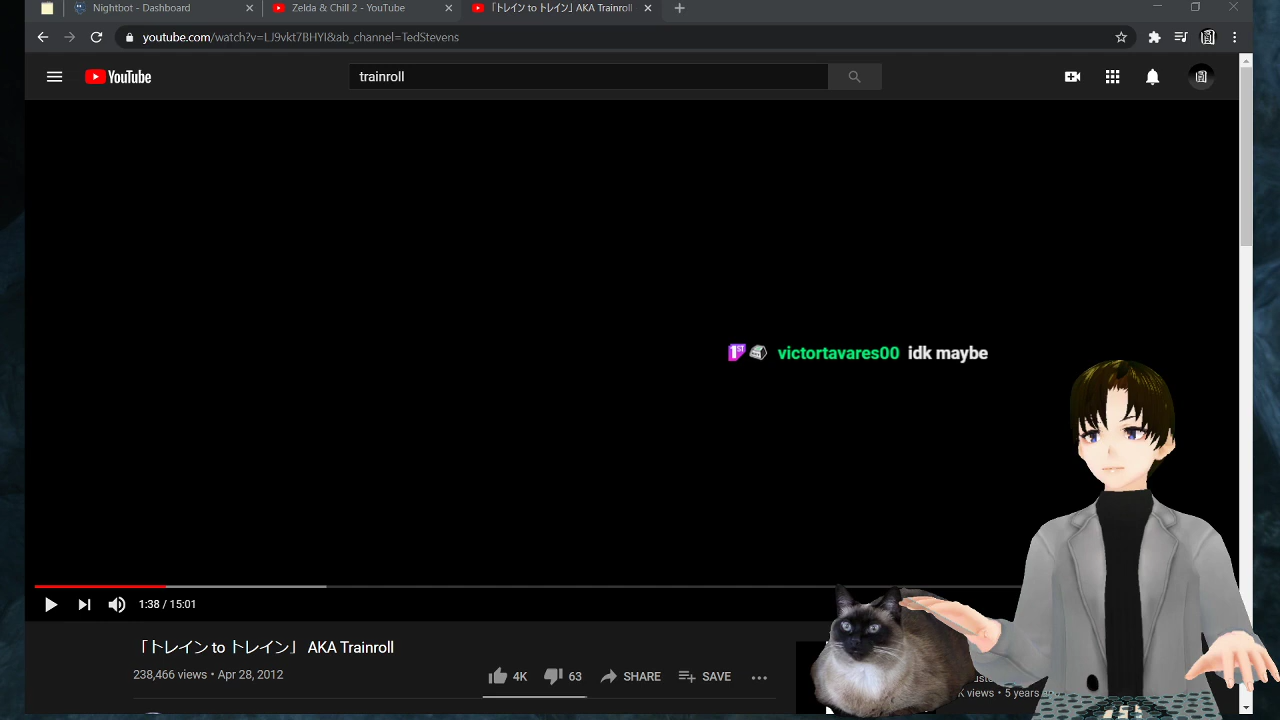 Nightbot - Dashboard
Zelda & Chill 2 - YouTube
「トレイン to トレイン」 AKA Trainroll
youtube.com/watch?v=LJ9vkt7BHYI&ab_channel=TedStevens
YouTube
trainroll
1ST
victortavares00 idk maybe
1:38 / 15:01
「トレイン to トレイン」 AKA Trainroll
238,466 views • Apr 28, 2012
4K
63
SHARE
SAVE
K views • 5 years ago